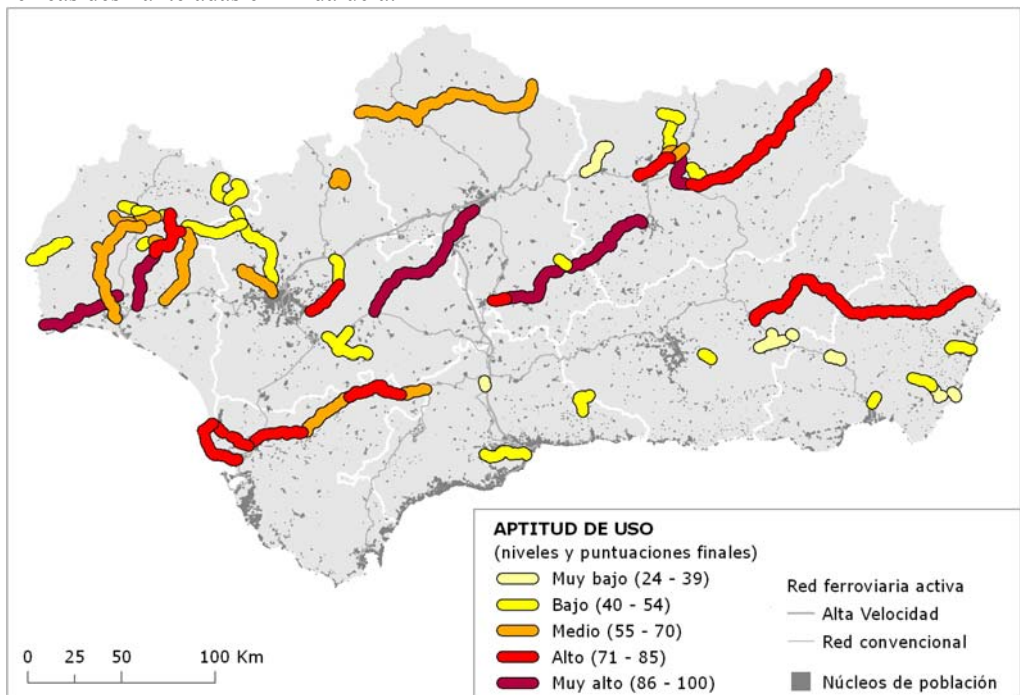 APTITUD DE USO
(niveles y puntuaciones finales)
Muy bajo (24 - 39)
Bajo (40 - 54)
Medio (55 - 70)
Alto (71 - 85)
Muy alto (86 - 100)
Red ferroviaria activa
Alta Velocidad
Red convencional
Núcleos de población
0 25 50 100 Km